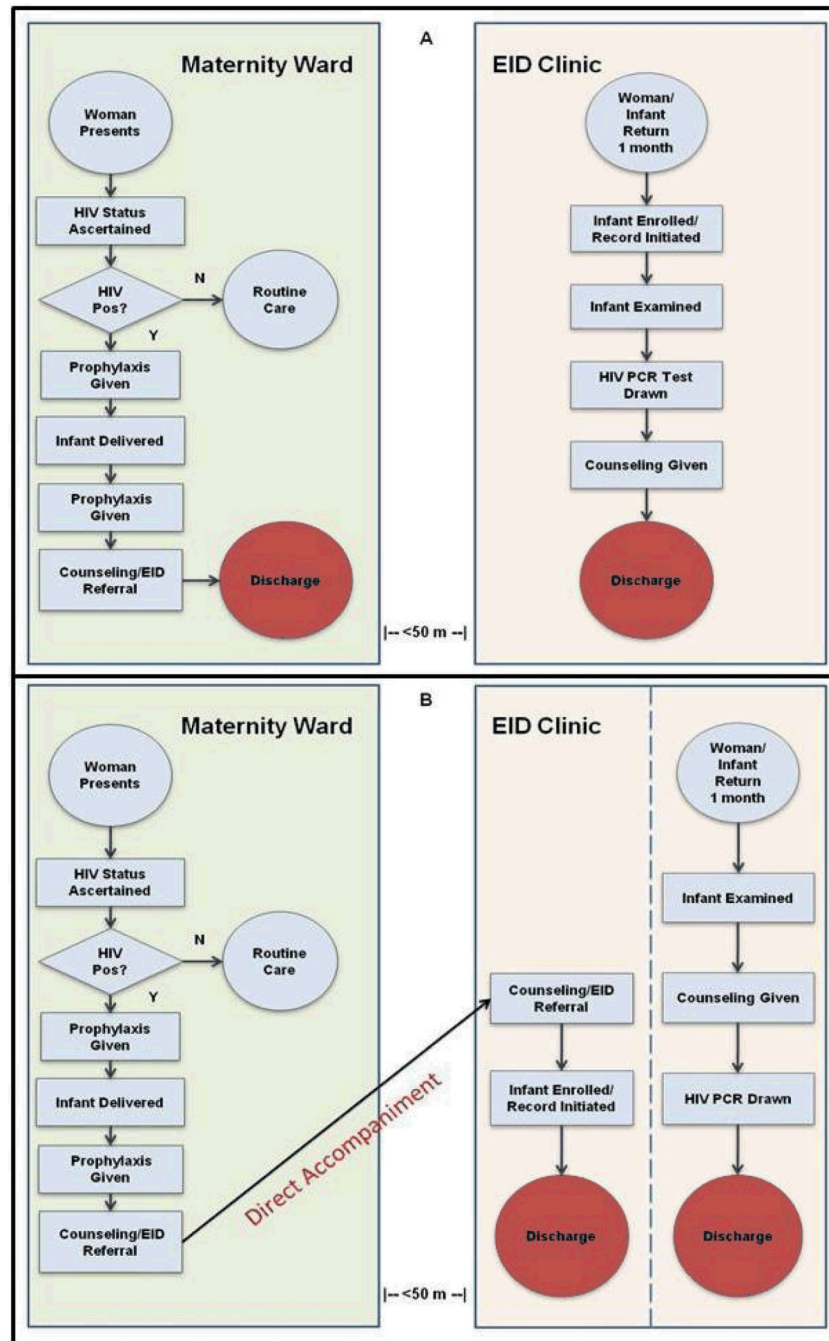 A
Maternity Ward
Woman
Presents
HIV Status
Ascertained
HIV
Pos?
N
Routine
Care
Y
Prophylaxis
Given
Infant Delivered
Prophylaxis
Given
Counseling/EID
Referral
Discharge
|-- <50 m --|
EID Clinic
Woman/
Infant
Return
1 month
Infant Enrolled/
Record Initiated
Infant Examined
HIV PCR Test
Drawn
Counseling Given
Discharge
B
Maternity Ward
Woman
Presents
HIV Status
Ascertained
HIV
Pos?
N
Routine
Care
Y
Prophylaxis
Given
Infant Delivered
Prophylaxis
Given
Counseling/EID
Referral
Direct Accompaniment
|-- <50 m --|
EID Clinic
Counseling/EID
Referral
Infant Enrolled/
Record Initiated
Discharge
Woman/
Infant
Return
1 month
Infant Examined
Counseling Given
HIV PCR Drawn
Discharge